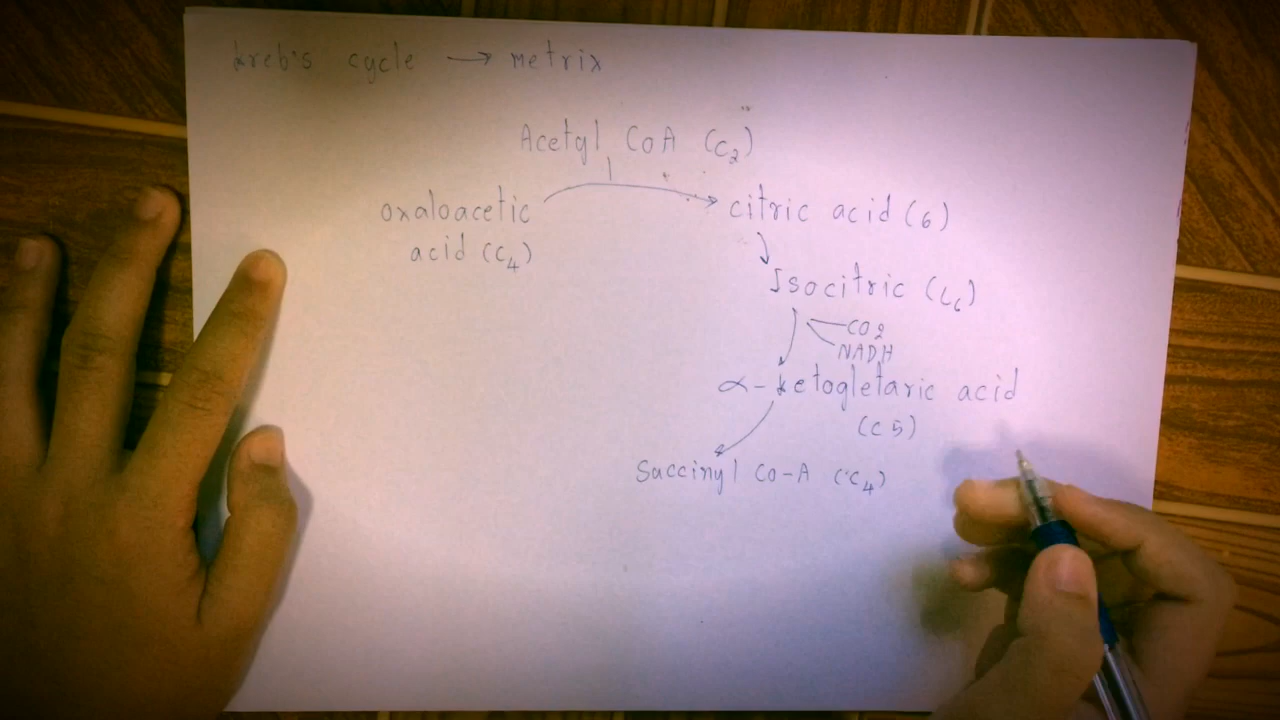 kreb's cycle → metrix
Acetyl CoA (C2)
oxaloacetic
acid (C4)
citric acid (6)
Isocitric (C6)
CO2
NADH
α-ketogletaric acid
(C5)
Succinyl Co-A (C4)